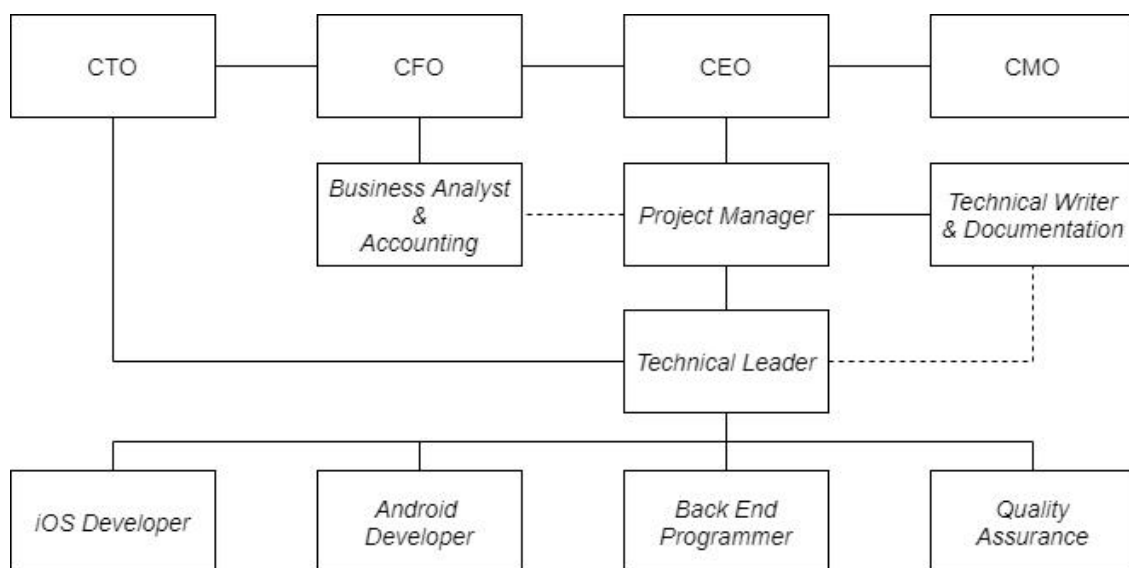 CTO
CFO
CEO
CMO
Business Analyst
&
Accounting
Project Manager
Technical Writer
& Documentation
Technical Leader
iOS Developer
Android
Developer
Back End
Programmer
Quality
Assurance